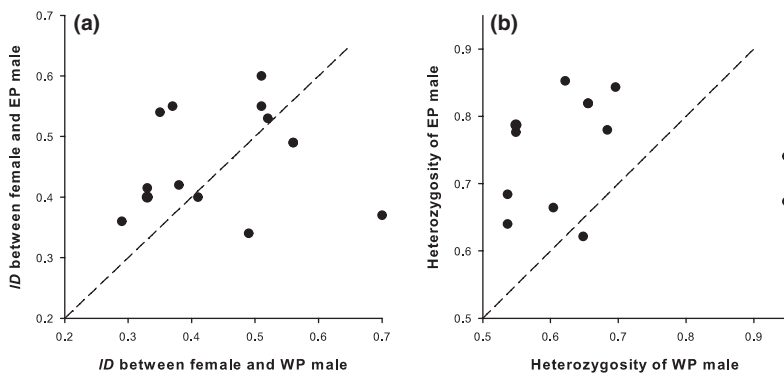 (a)
0.7
0.6
0.5
0.4
0.3
0.2
ID between female and EP male
0.2 0.3 0.4 0.5 0.6 0.7
ID between female and WP male
(b)
0.9
0.8
0.7
0.6
0.5
Heterozygosity of EP male
0.5 0.6 0.7 0.8 0.9
Heterozygosity of WP male